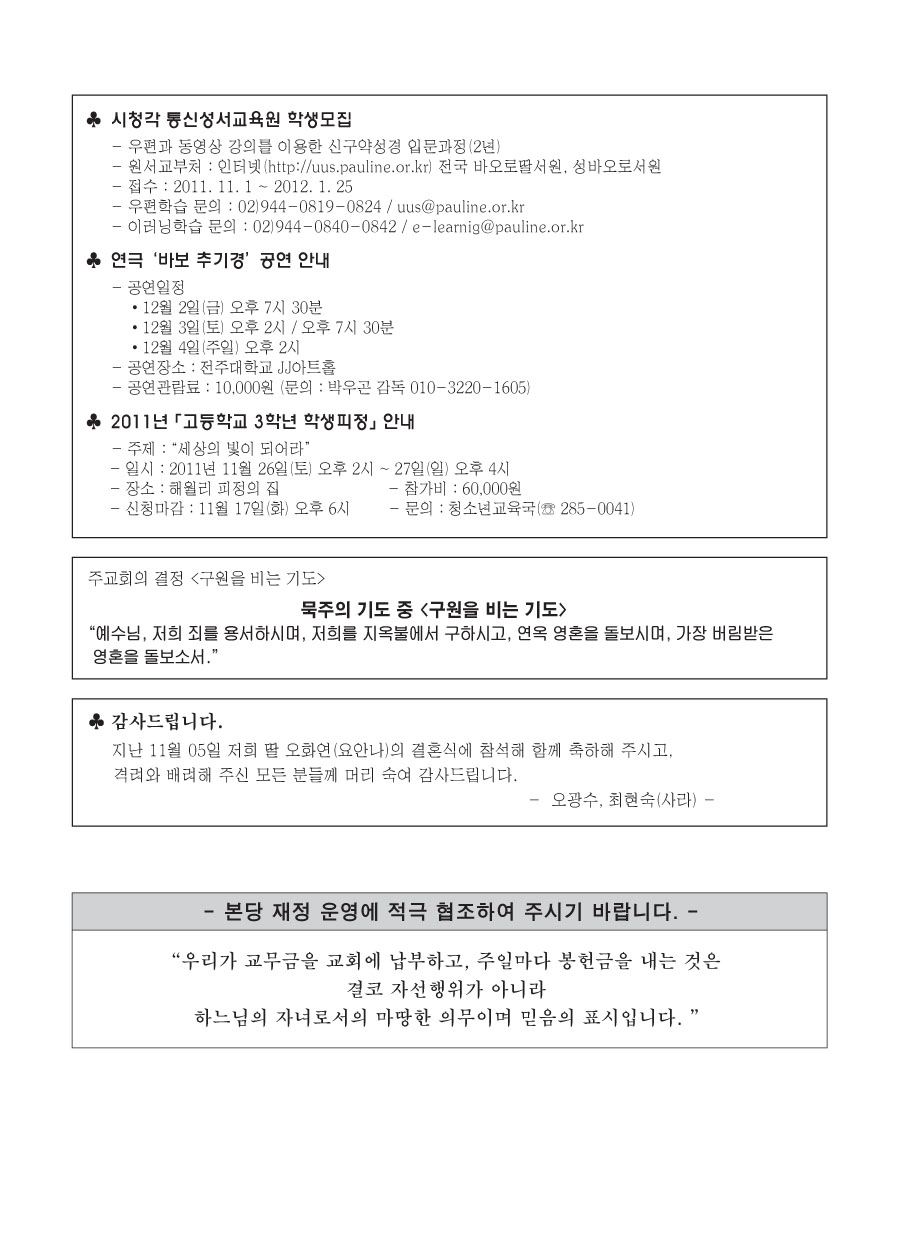 ♣ 시청각 통신성서교육원 학생모집
- 우편과 동영상 강의를 이용한 신구약성경 입문과정(2년)
- 원서교부처 : 인터넷(http://uus.pauline.or.kr) 전국 바오로딸서원, 성바오로서원
- 접수 : 2011. 11. 1 ~ 2012. 1. 25
- 우편학습 문의 : 02)944-0819-0824 / uus@pauline.or.kr
- 이러닝학습 문의 : 02)944-0840-0842 / e-learnig@pauline.or.kr
♣ 연극 ‘바보 추기경’ 공연 안내
- 공연일정
• 12월 2일(금) 오후 7시 30분
• 12월 3일(토) 오후 2시 / 오후 7시 30분
• 12월 4일(주일) 오후 2시
- 공연장소 : 전주대학교 JJ아트홀
- 공연관람료 : 10,000원 (문의 : 박우곤 감독 010-3220-1605)
♣ 2011년 「고등학교 3학년 학생피정」 안내
- 주제 : “세상의 빛이 되어라”
- 일시 : 2011년 11월 26일(토) 오후 2시 ~ 27일(일) 오후 4시
- 장소 : 해월리 피정의 집 - 참가비 : 60,000원
- 신청마감 : 11월 17일(화) 오후 6시 - 문의 : 청소년교육국(☏ 285-0041)
주교회의 결정 <구원을 비는 기도>
묵주의 기도 중 <구원을 비는 기도>
“예수님, 저희 죄를 용서하시며, 저희를 지옥불에서 구하시고, 연옥 영혼을 돌보시며, 가장 버림받은
영혼을 돌보소서.”
♣ 감사드립니다.
지난 11월 05일 저희 딸 오화연(요안나)의 결혼식에 참석해 함께 축하해 주시고,
격려와 배려해 주신 모든 분들께 머리 숙여 감사드립니다.
- 오광수, 최현숙(사라) -
- 본당 재정 운영에 적극 협조하여 주시기 바랍니다. -
“우리가 교무금을 교회에 납부하고, 주일마다 봉헌금을 내는 것은
결코 자선행위가 아니라
하느님의 자녀로서의 마땅한 의무이며 믿음의 표시입니다. ”